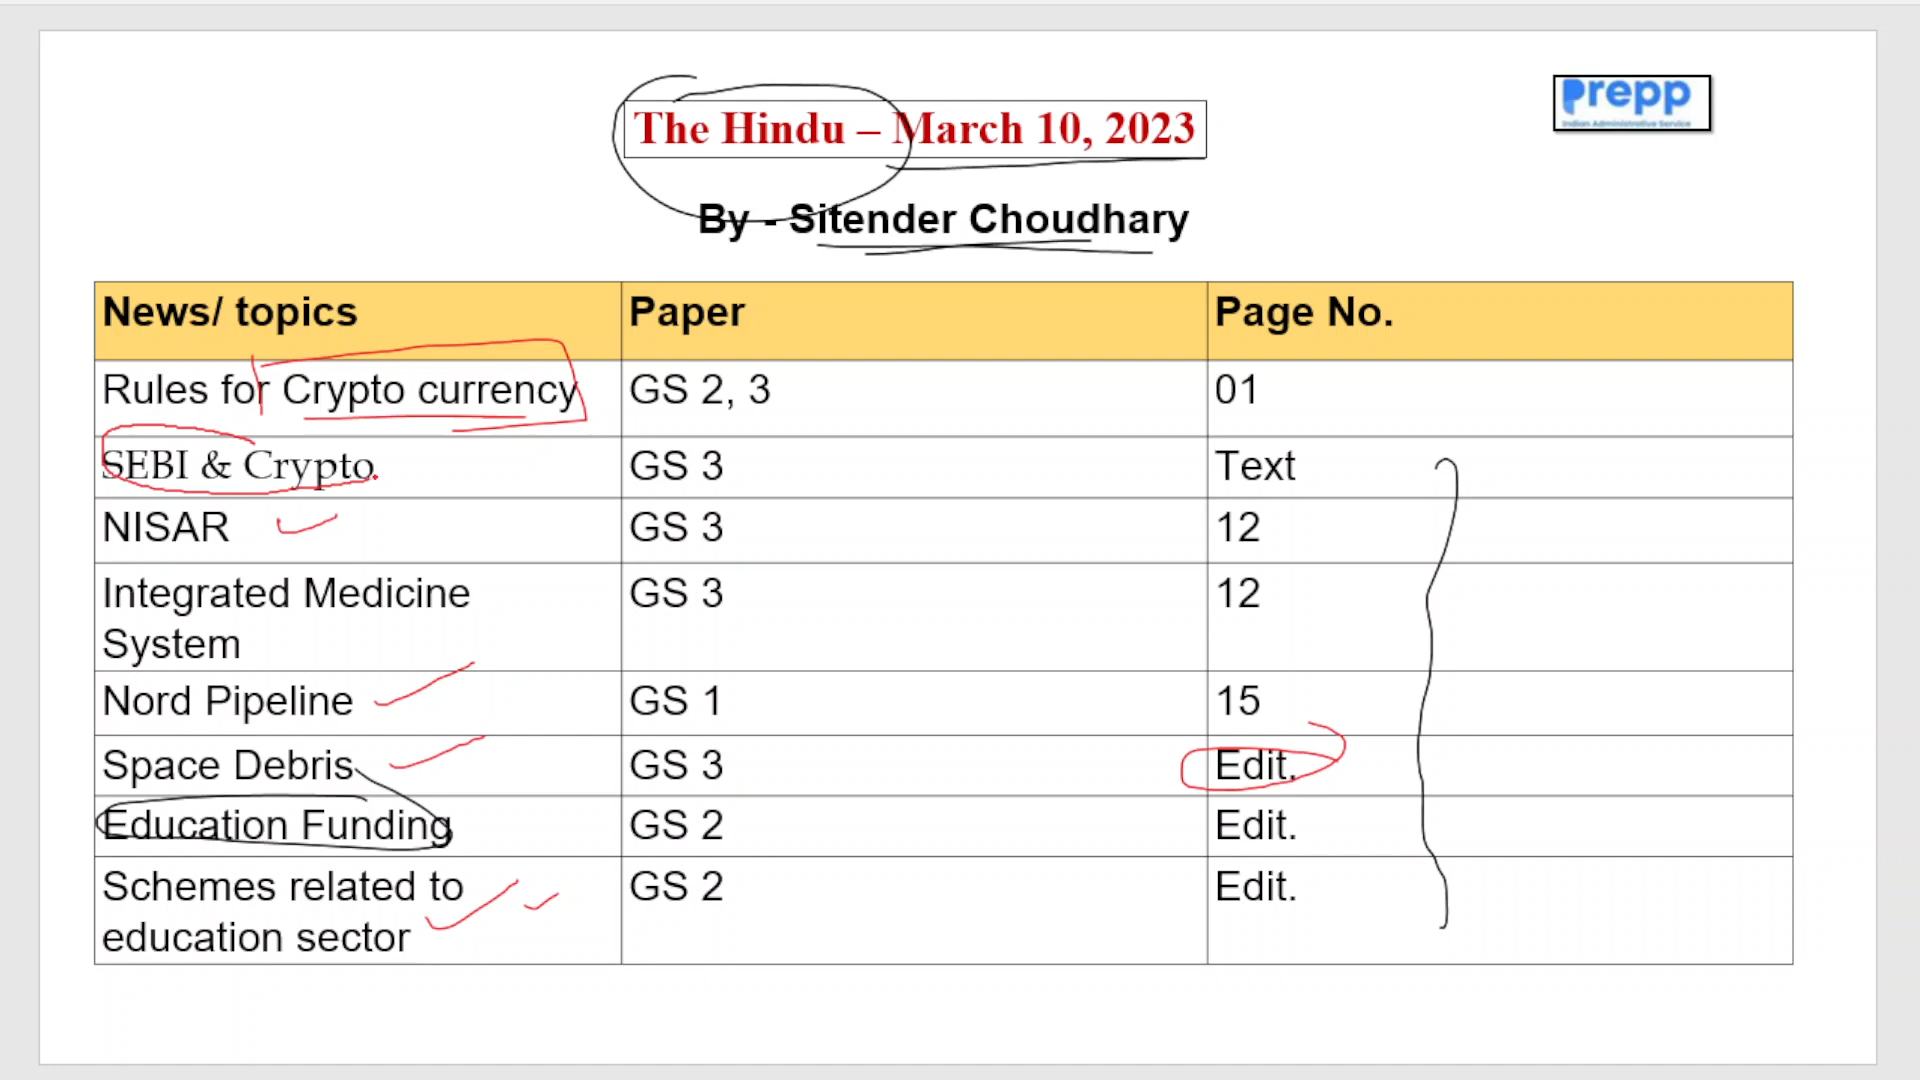 The Hindu – March 10, 2023
prepp
Indian Administrative Service
By - Sitender Choudhary
News/ topics Paper Page No.
Rules for Crypto currency GS 2, 3 01
SEBI & Crypto. GS 3 Text
NISAR GS 3 12
Integrated Medicine GS 3 12
System
Nord Pipeline GS 1 15
Space Debris GS 3 Edit.
Education Funding GS 2 Edit.
Schemes related to GS 2 Edit.
education sector